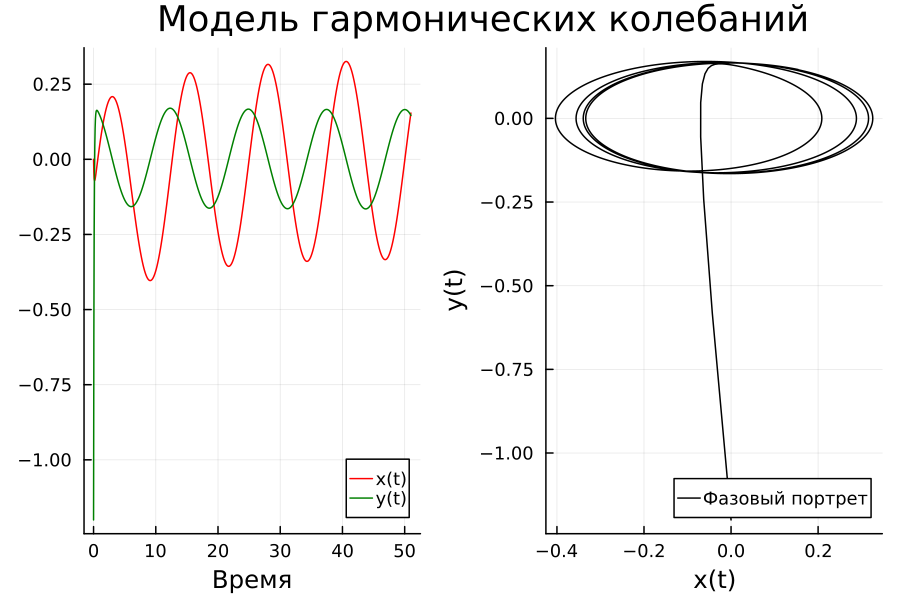 Модель гармонических колебаний
0.25
0.00
−0.25
−0.50
−0.75
−1.00
0 10 20 30 40 50
Время
x(t)
y(t)
y(t)
0.00
−0.25
−0.50
−0.75
−1.00
−0.4 −0.2 0.0 0.2
x(t)
Фазовый портрет